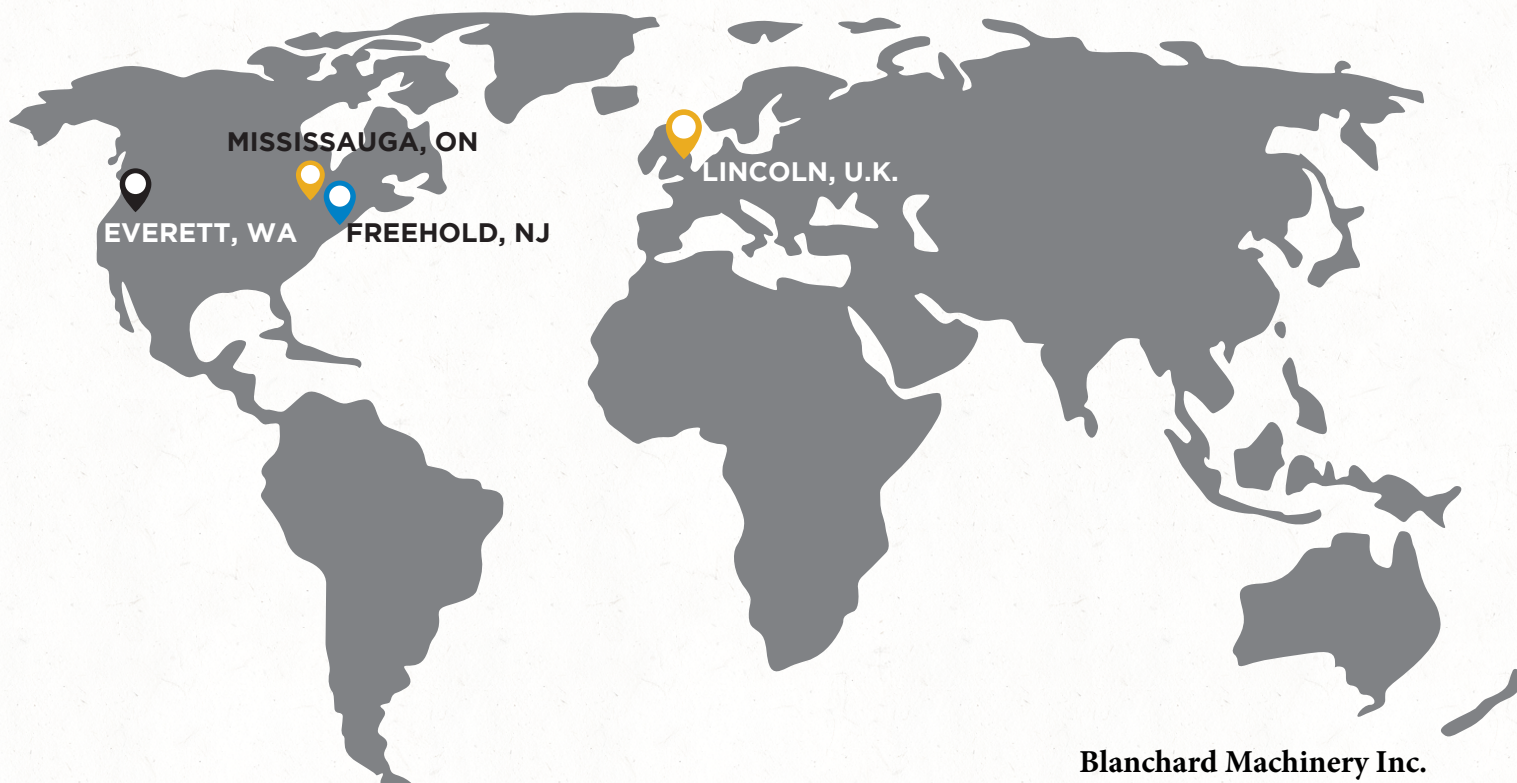 MISSISSAUGA, ON
LINCOLN, U.K.
EVERETT, WA
FREEHOLD, NJ
Blanchard Machinery Inc.